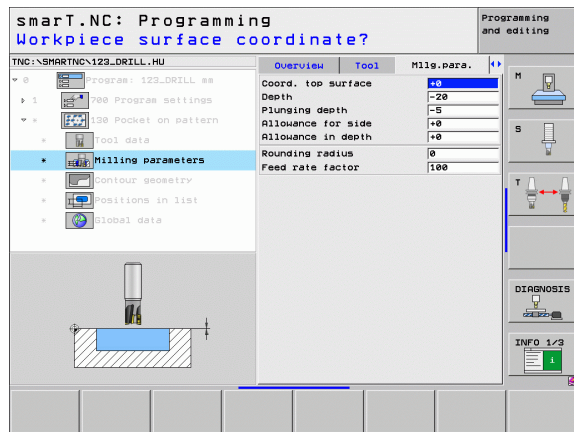 smarT.NC: Programming
Workpiece surface coordinate?
Programming
and editing
TNC:\SMARTNC\123_DRILL.HU
0 Program: 123_DRILL mm
1 700 Program settings
* 130 Pocket on pattern
* Tool data
* Milling parameters
* Contour geometry
* Positions in list
* Global data
Overview Tool Mllg.para.
Coord. top surface +0
Depth -20
Plunging depth -5
Allowance for side +0
Allowance in depth +0
Rounding radius 0
Feed rate factor 100
M
S
T
DIAGNOSIS
INFO 1/3
i